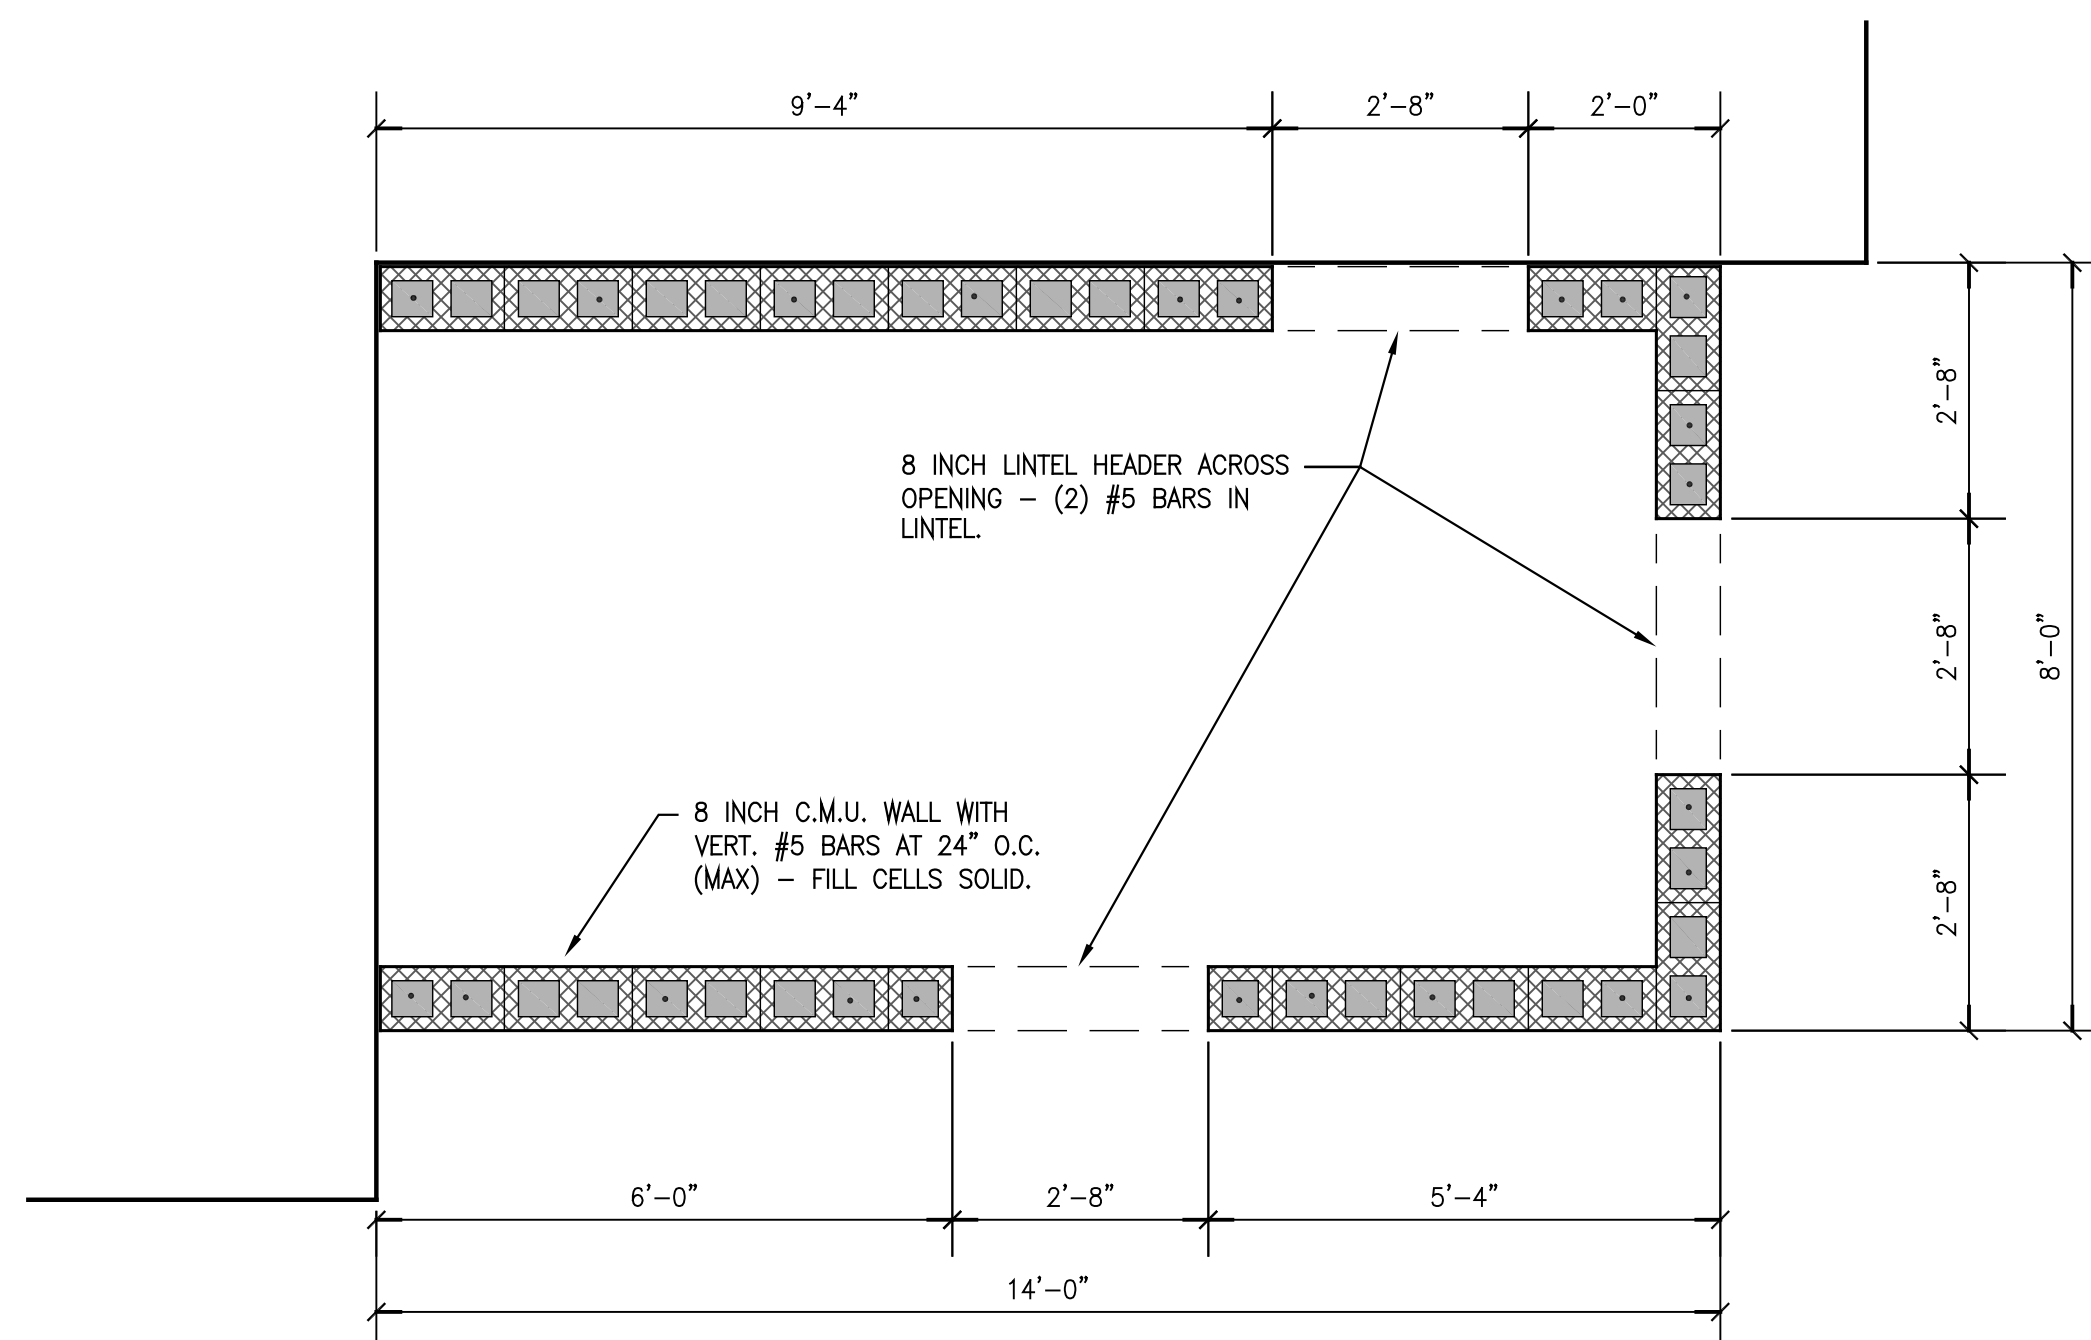 9'-4"
2'-8"
2'-0"
2'-8"
8 INCH LINTEL HEADER ACROSS
OPENING - (2) #5 BARS IN
LINTEL.
2'-8"
8'-0"
8 INCH C.M.U. WALL WITH
VERT. #5 BARS AT 24" O.C.
(MAX) - FILL CELLS SOLID.
2'-8"
6'-0"
2'-8"
5'-4"
14'-0"